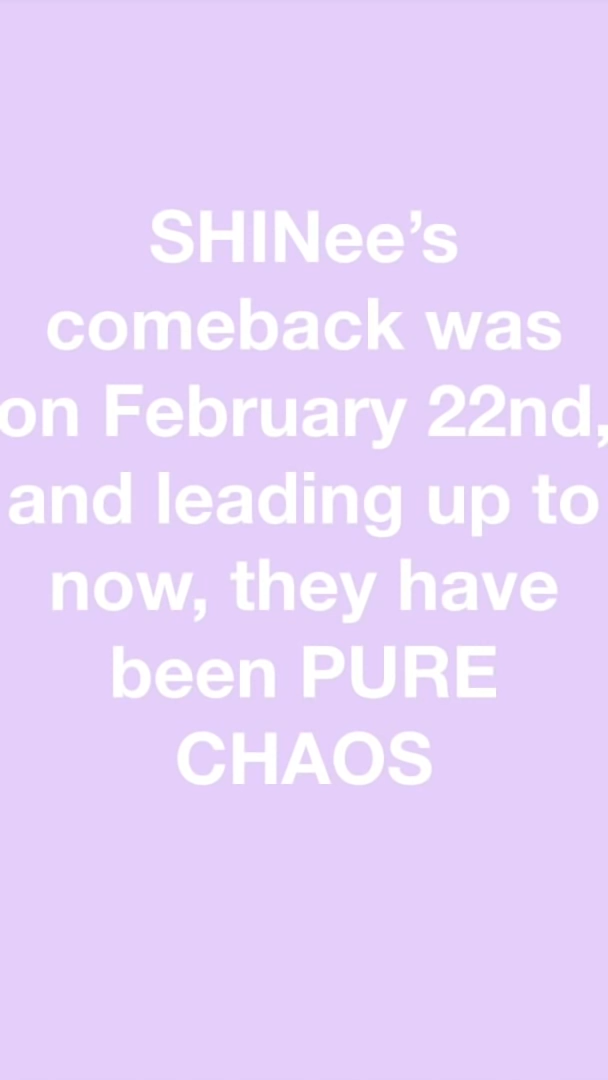 SHINee’s
comeback was
on February 22nd,
and leading up to
now, they have
been PURE
CHAOS